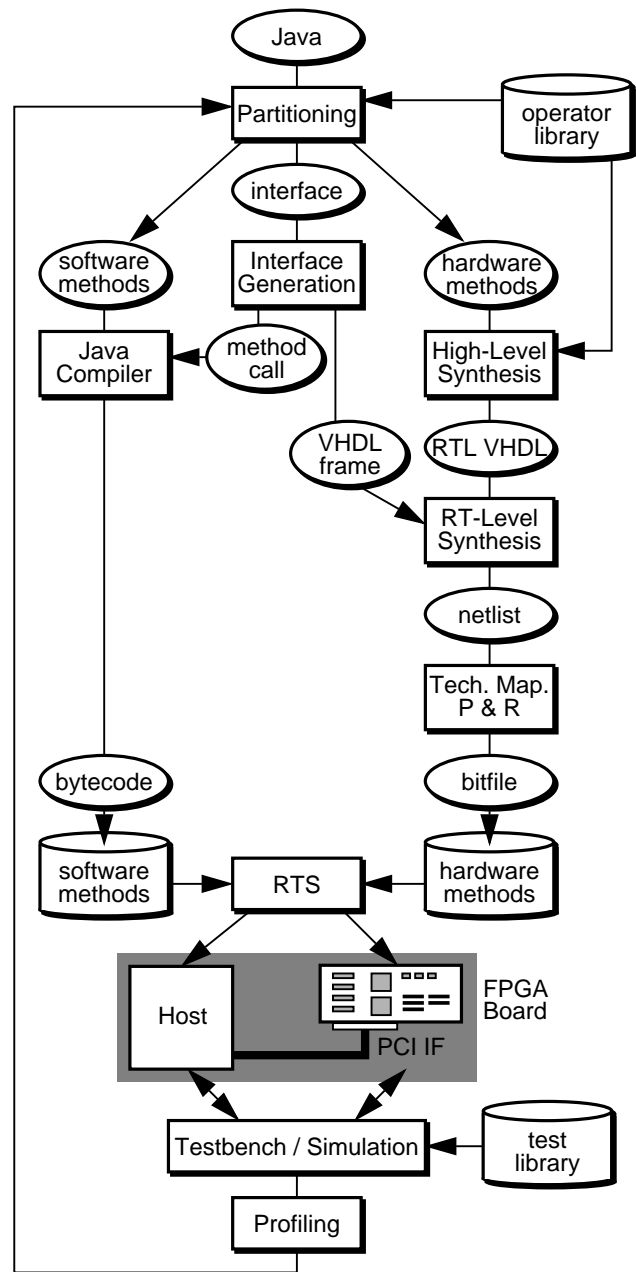 Java
Partitioning
operator
library
interface
software
methods
Interface
Generation
hardware
methods
Java
Compiler
method
call
High-Level
Synthesis
VHDL
frame
RTL VHDL
RT-Level
Synthesis
netlist
Tech. Map.
P & R
bytecode
bitfile
software
methods
RTS
hardware
methods
Host
FPGA
Board
PCI IF
Testbench / Simulation
test
library
Profiling